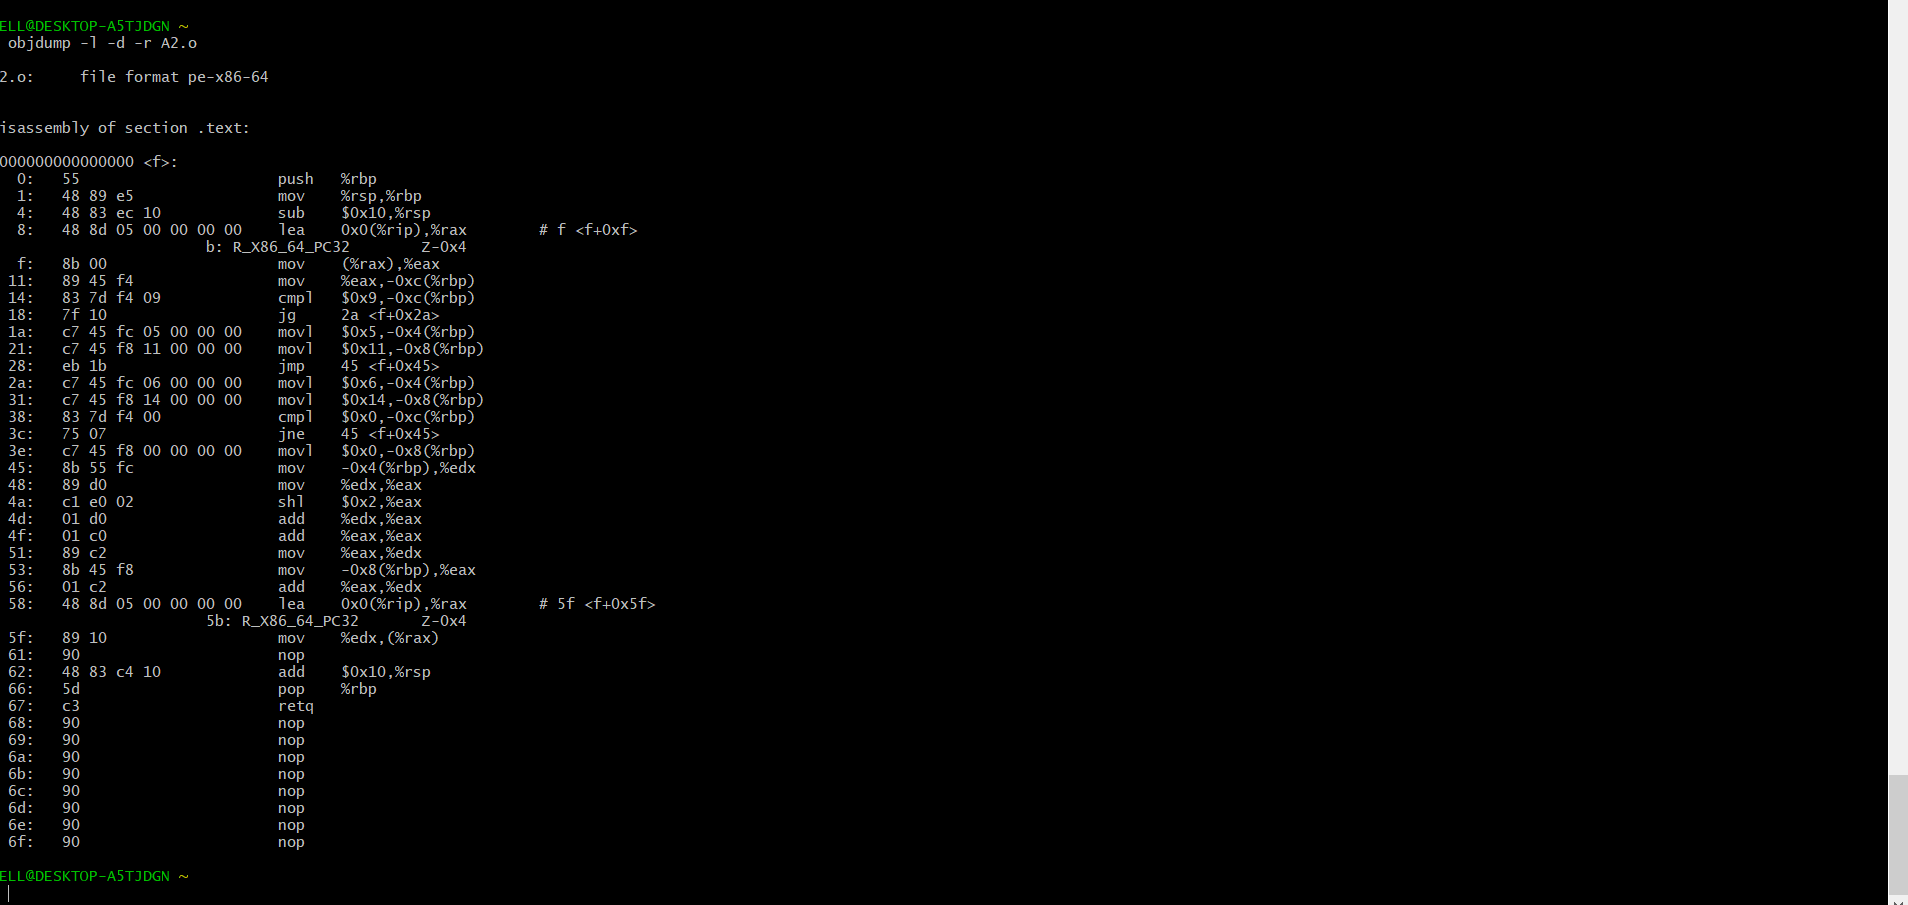 ELL@DESKTOP-A5TJDGN ~
objdump -l -d -r A2.o
2.o:     file format pe-x86-64
isassembly of section .text:
000000000000000 <f>:
0:   55                      push   %rbp
1:   48 89 e5                mov    %rsp,%rbp
4:   48 83 ec 10             sub    $0x10,%rsp
8:   48 8d 05 00 00 00 00    lea    0x0(%rip),%rax        # f <f+0xf>
b: R_X86_64_PC32        Z-0x4
f:   8b 00                   mov    (%rax),%eax
11:   89 45 f4                mov    %eax,-0xc(%rbp)
14:   83 7d f4 09             cmpl   $0x9,-0xc(%rbp)
18:   7f 10                   jg     2a <f+0x2a>
1a:   c7 45 fc 05 00 00 00    movl   $0x5,-0x4(%rbp)
21:   c7 45 f8 11 00 00 00    movl   $0x11,-0x8(%rbp)
28:   eb 1b                   jmp    45 <f+0x45>
2a:   c7 45 fc 06 00 00 00    movl   $0x6,-0x4(%rbp)
31:   c7 45 f8 14 00 00 00    movl   $0x14,-0x8(%rbp)
38:   83 7d f4 00             cmpl   $0x0,-0xc(%rbp)
3c:   75 07                   jne    45 <f+0x45>
3e:   c7 45 f8 00 00 00 00    movl   $0x0,-0x8(%rbp)
45:   8b 55 fc                mov    -0x4(%rbp),%edx
48:   89 d0                   mov    %edx,%eax
4a:   c1 e0 02                shl    $0x2,%eax
4d:   01 d0                   add    %edx,%eax
4f:   01 c0                   add    %eax,%eax
51:   89 c2                   mov    %eax,%edx
53:   8b 45 f8                mov    -0x8(%rbp),%eax
56:   01 c2                   add    %eax,%edx
58:   48 8d 05 00 00 00 00    lea    0x0(%rip),%rax        # 5f <f+0x5f>
5b: R_X86_64_PC32       Z-0x4
5f:   89 10                   mov    %edx,(%rax)
61:   90                      nop
62:   48 83 c4 10             add    $0x10,%rsp
66:   5d                      pop    %rbp
67:   c3                      retq
68:   90                      nop
69:   90                      nop
6a:   90                      nop
6b:   90                      nop
6c:   90                      nop
6d:   90                      nop
6e:   90                      nop
6f:   90                      nop
ELL@DESKTOP-A5TJDGN ~